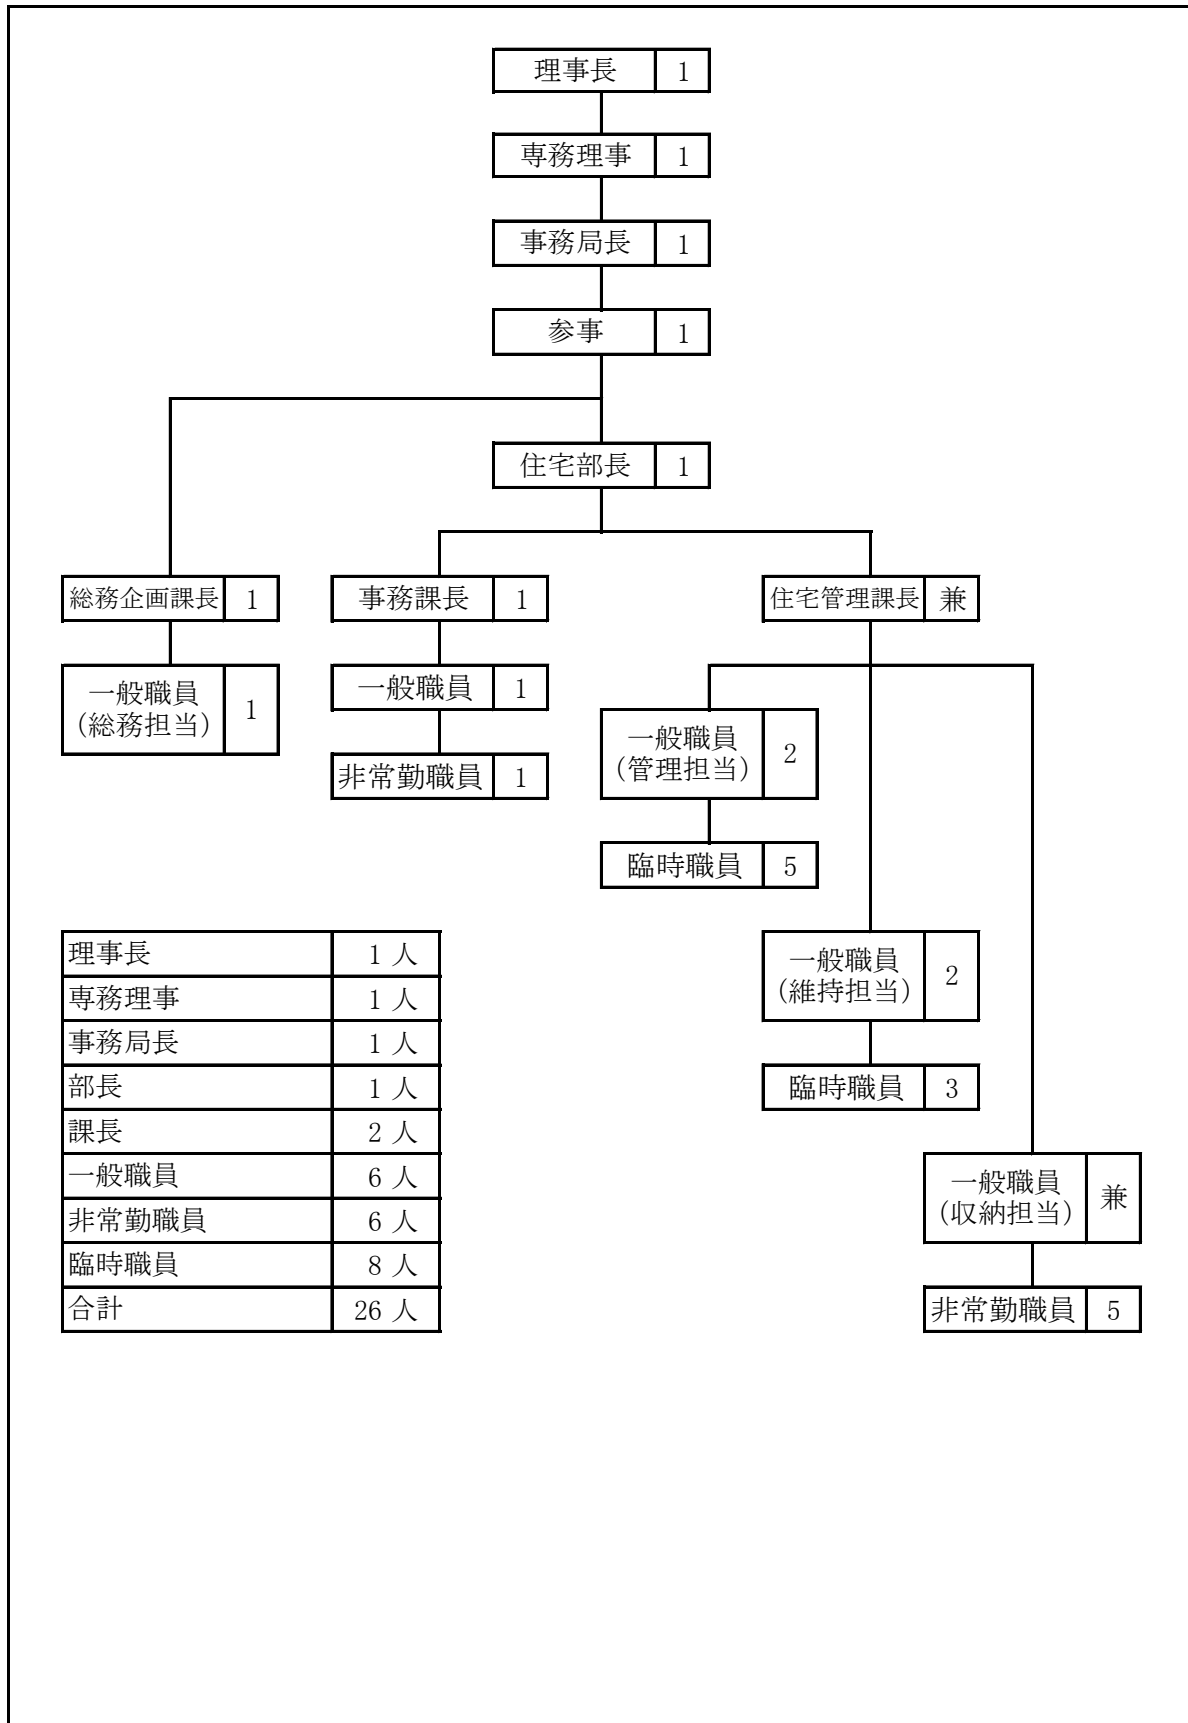 理事長 1
専務理事 1
事務局長 1
参事 1
住宅部長 1
総務企画課長 1
事務課長 1
住宅管理課長 兼
一般職員
(総務担当) 1
一般職員 1
非常勤職員 1
一般職員
(管理担当) 2
臨時職員 5
一般職員
(維持担当) 2
臨時職員 3
一般職員
(収納担当) 兼
非常勤職員 5
理事長 1 人
専務理事 1 人
事務局長 1 人
部長 1 人
課長 2 人
一般職員 6 人
非常勤職員 6 人
臨時職員 8 人
合計 26 人